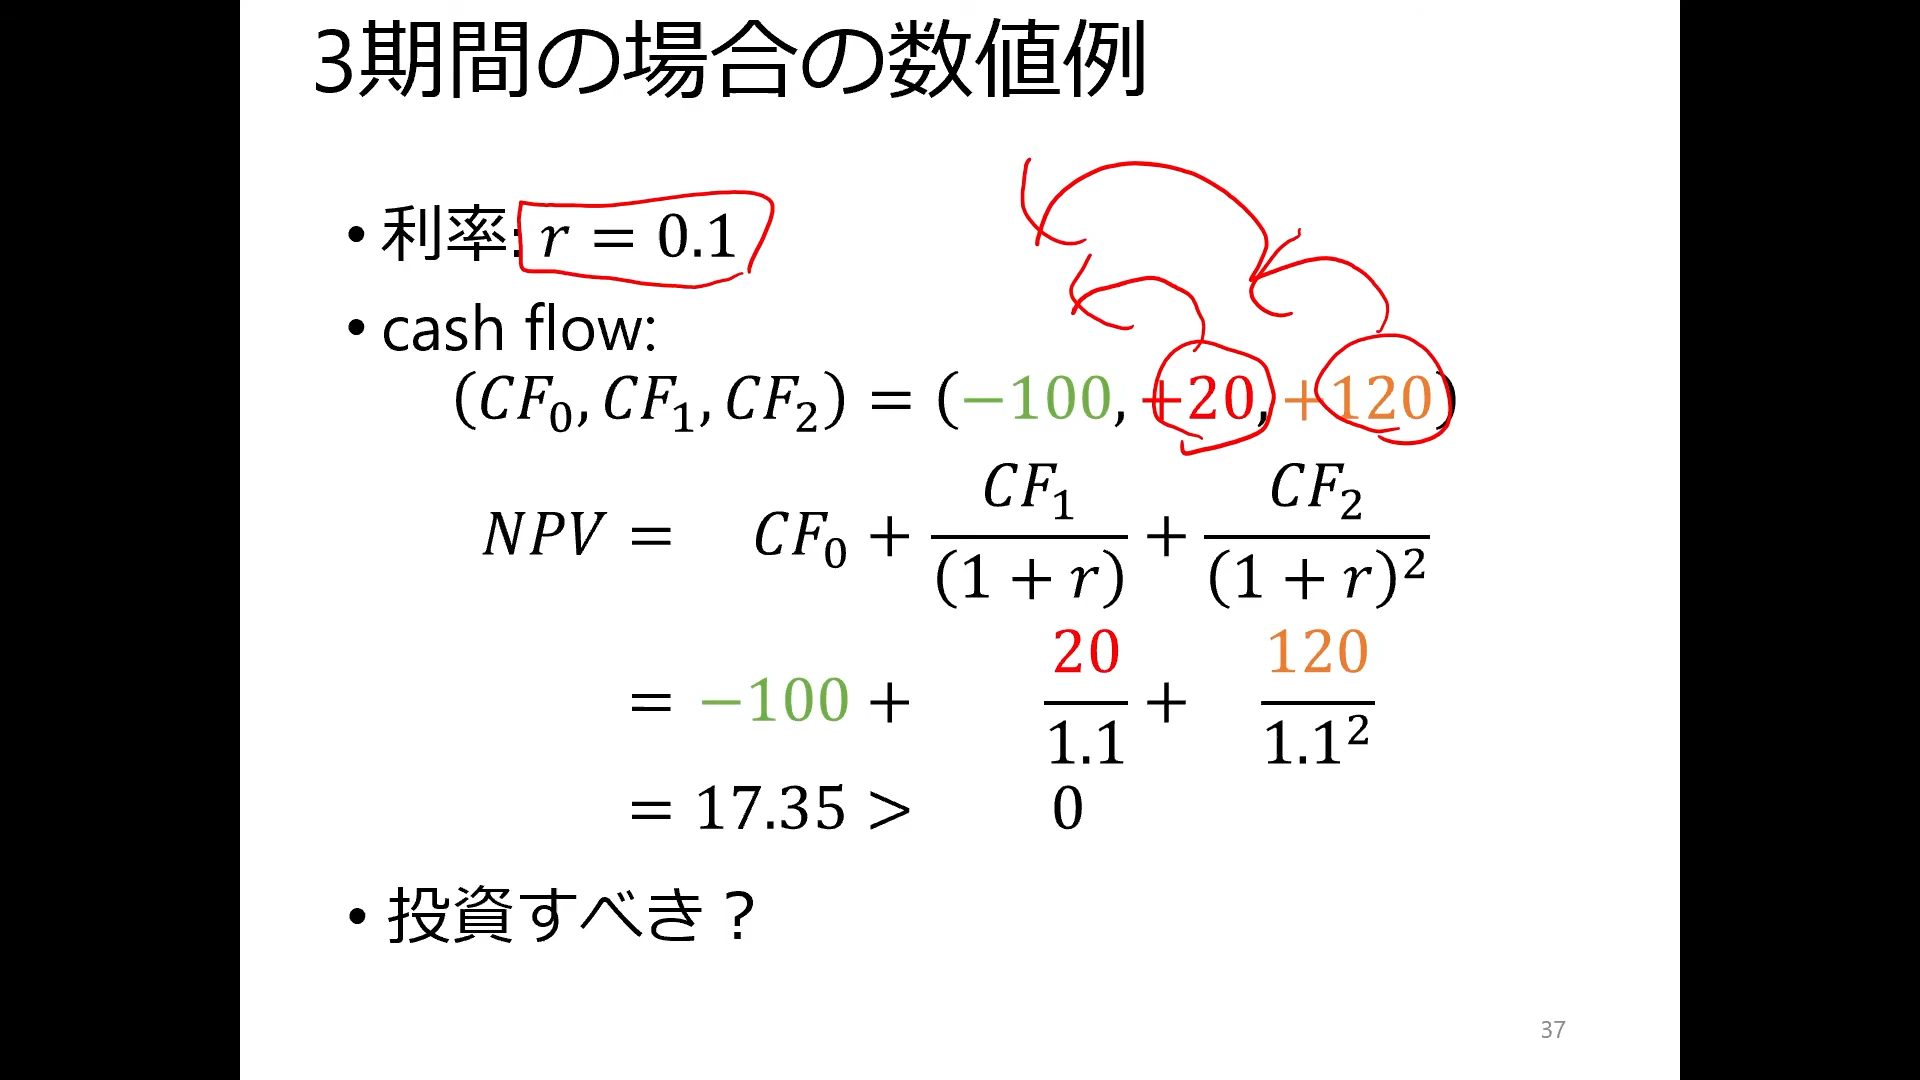 3期間の場合の数値例
• 利率: r = 0.1
• cash flow:
(CF₀, CF₁, CF₂) = (−100, +20, +120)
NPV = CF₀ + CF₁/(1 + r) + CF₂/(1 + r)²
= −100 + 20/1.1 + 120/1.1²
= 17.35 > 0
• 投資すべき？
37